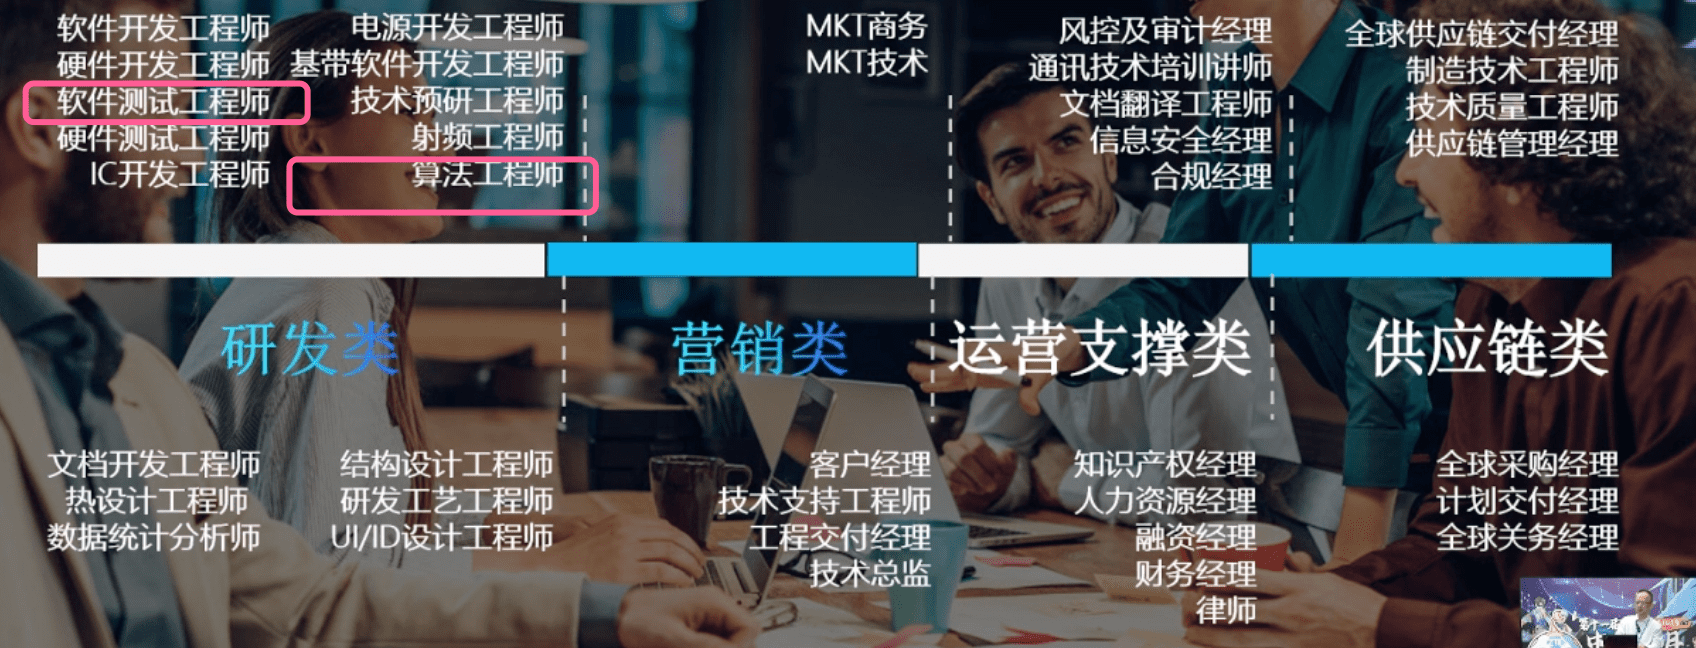 软件开发工程师
硬件开发工程师
软件测试工程师
硬件测试工程师
IC开发工程师
电源开发工程师
基带软件开发工程师
技术预研工程师
射频工程师
算法工程师
MKT商务
MKT技术
风控及审计经理
通讯技术培训讲师
文档翻译工程师
信息安全经理
合规经理
全球供应链交付经理
制造技术工程师
技术质量工程师
供应链管理经理
研发类
营销类
运营支撑类
供应链类
文档开发工程师
热设计工程师
数据统计分析师
结构设计工程师
研发工艺工程师
UI/ID设计工程师
客户经理
技术支持工程师
工程交付经理
技术总监
知识产权经理
人力资源经理
融资经理
财务经理
律师
全球采购经理
计划交付经理
全球关务经理
第十一届